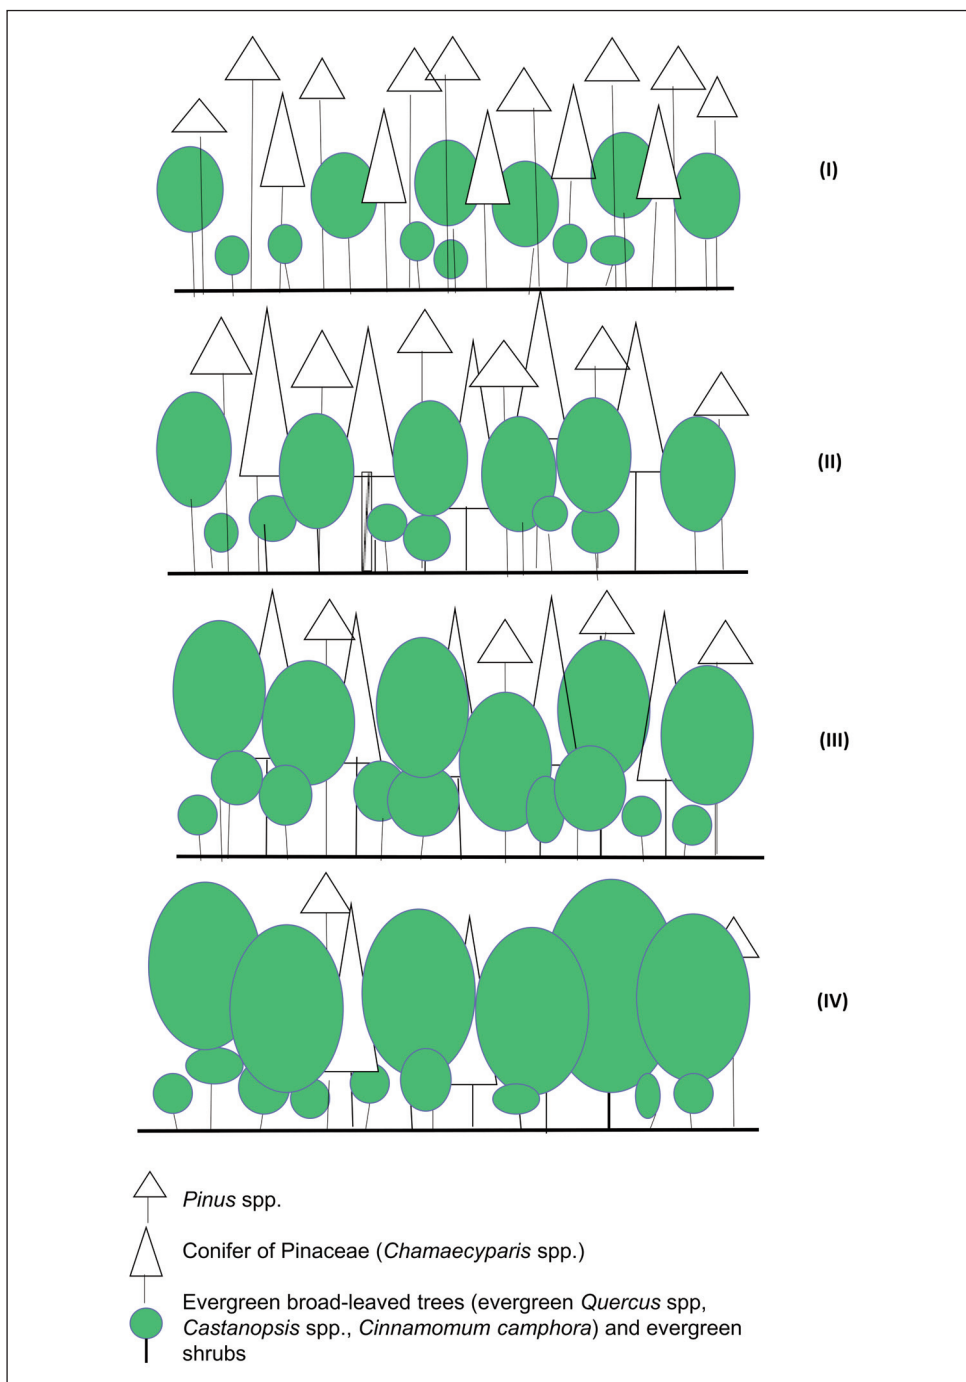 (I)
(II)
(III)
(IV)
Pinus spp.
Conifer of Pinaceae (Chamaecyparis spp.)
Evergreen broad-leaved trees (evergreen Quercus spp,
Castanopsis spp., Cinnamomum camphora) and evergreen
shrubs